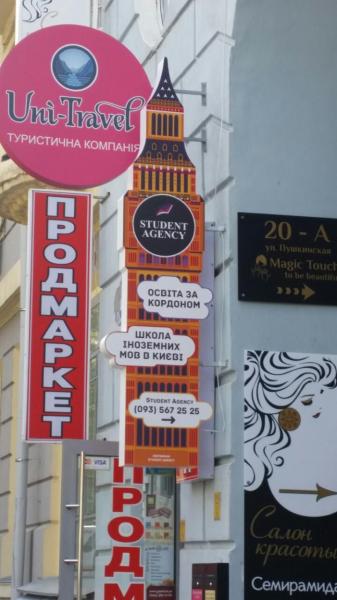 Unì-Travel
ТУРИСТИЧНА КОМПАНІЯ
STUDENT
AGENCY
ОСВІТА ЗА
КОРДОНОМ
ШКОЛА
ІНОЗЕМНИХ
МОВ В КИЄВІ
STUDENT AGENCY
(093) 567 25 25
ПРОДМАРКЕТ
VISA
ПРОДМ
20 - А
ул. Пушкинская
Magic Touch
to be beautiful
Салон
красоты
Семирамида